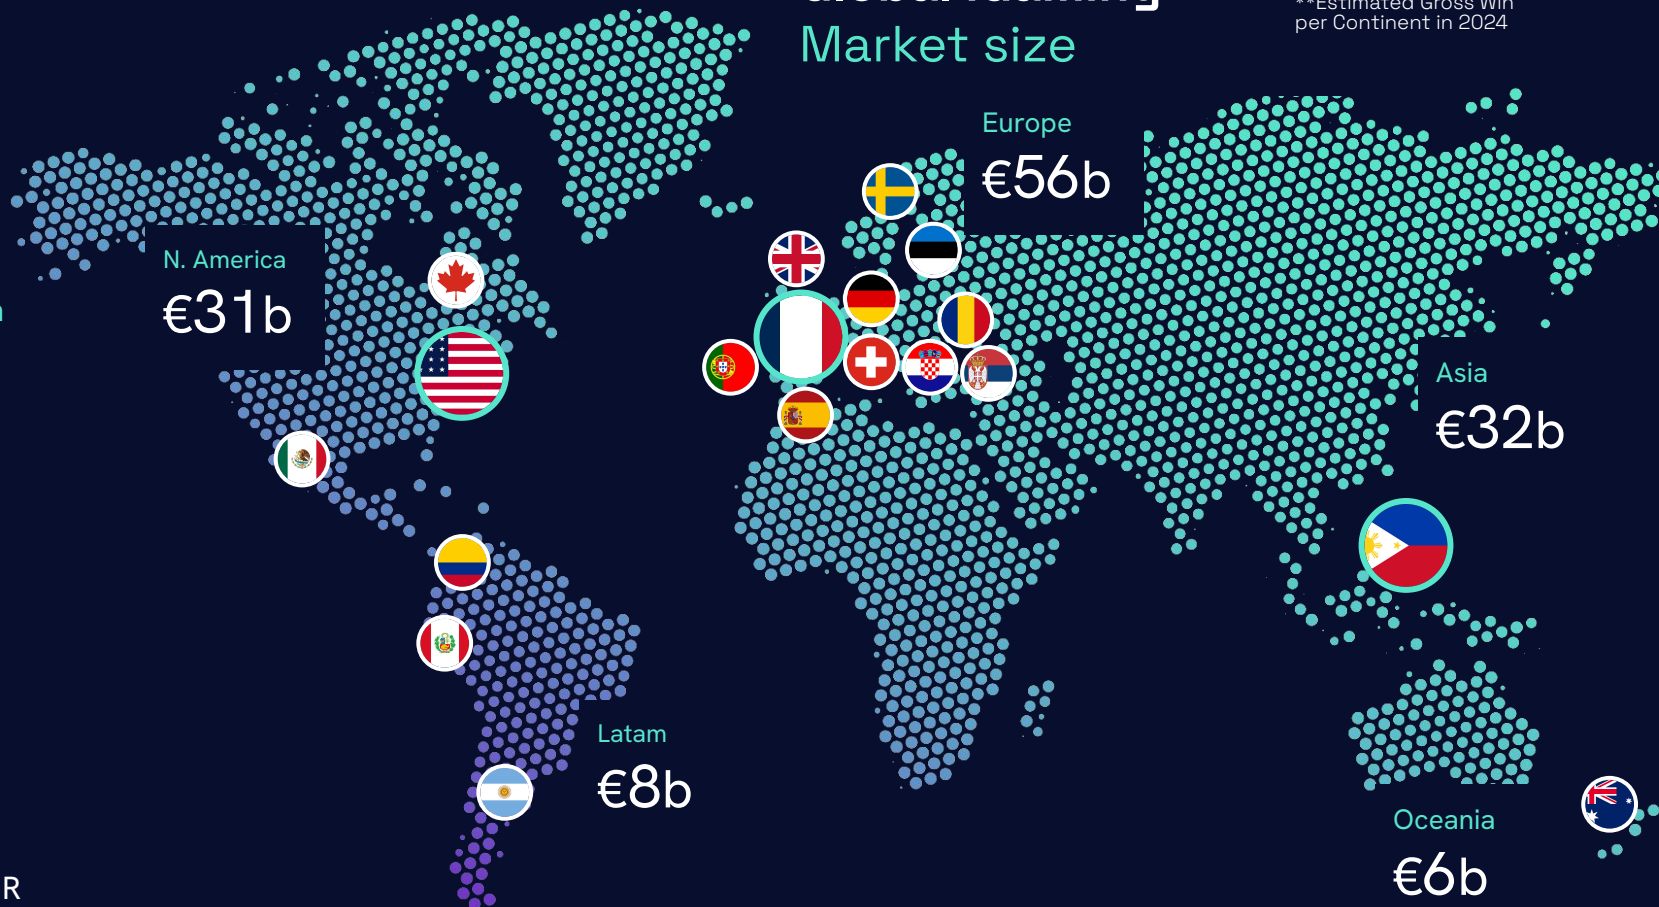 Market size
**Estimated Gross Win
per Continent in 2024
Europe
€56b
N. America
€31b
Asia
€32b
Latam
€8b
Oceania
€6b
R